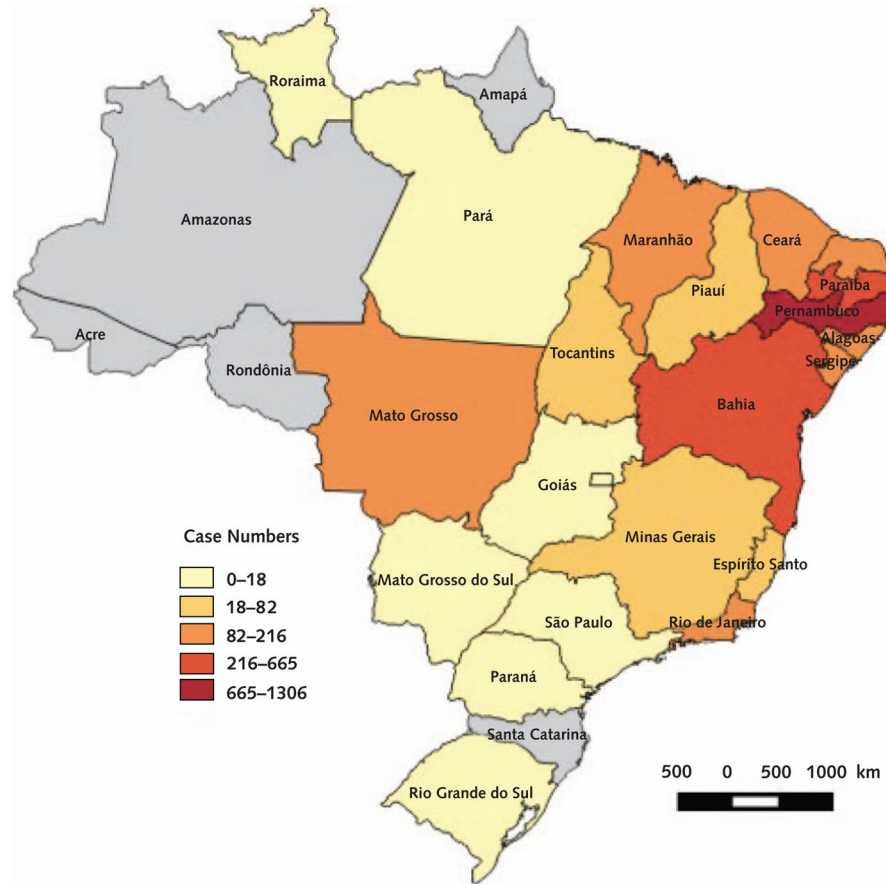 Roraima
Amapá
Amazonas
Pará
Maranhão
Ceará
Piauí
Paraíba
Pernambuco
Alagoas
Sergipe
Acre
Rondônia
Tocantins
Mato Grosso
Bahia
Goiás
Minas Gerais
Espírito Santo
Mato Grosso do Sul
São Paulo
Rio de Janeiro
Paraná
Santa Catarina
Rio Grande do Sul
Case Numbers
0–18
18–82
82–216
216–665
665–1306
500 0 500 1000 km